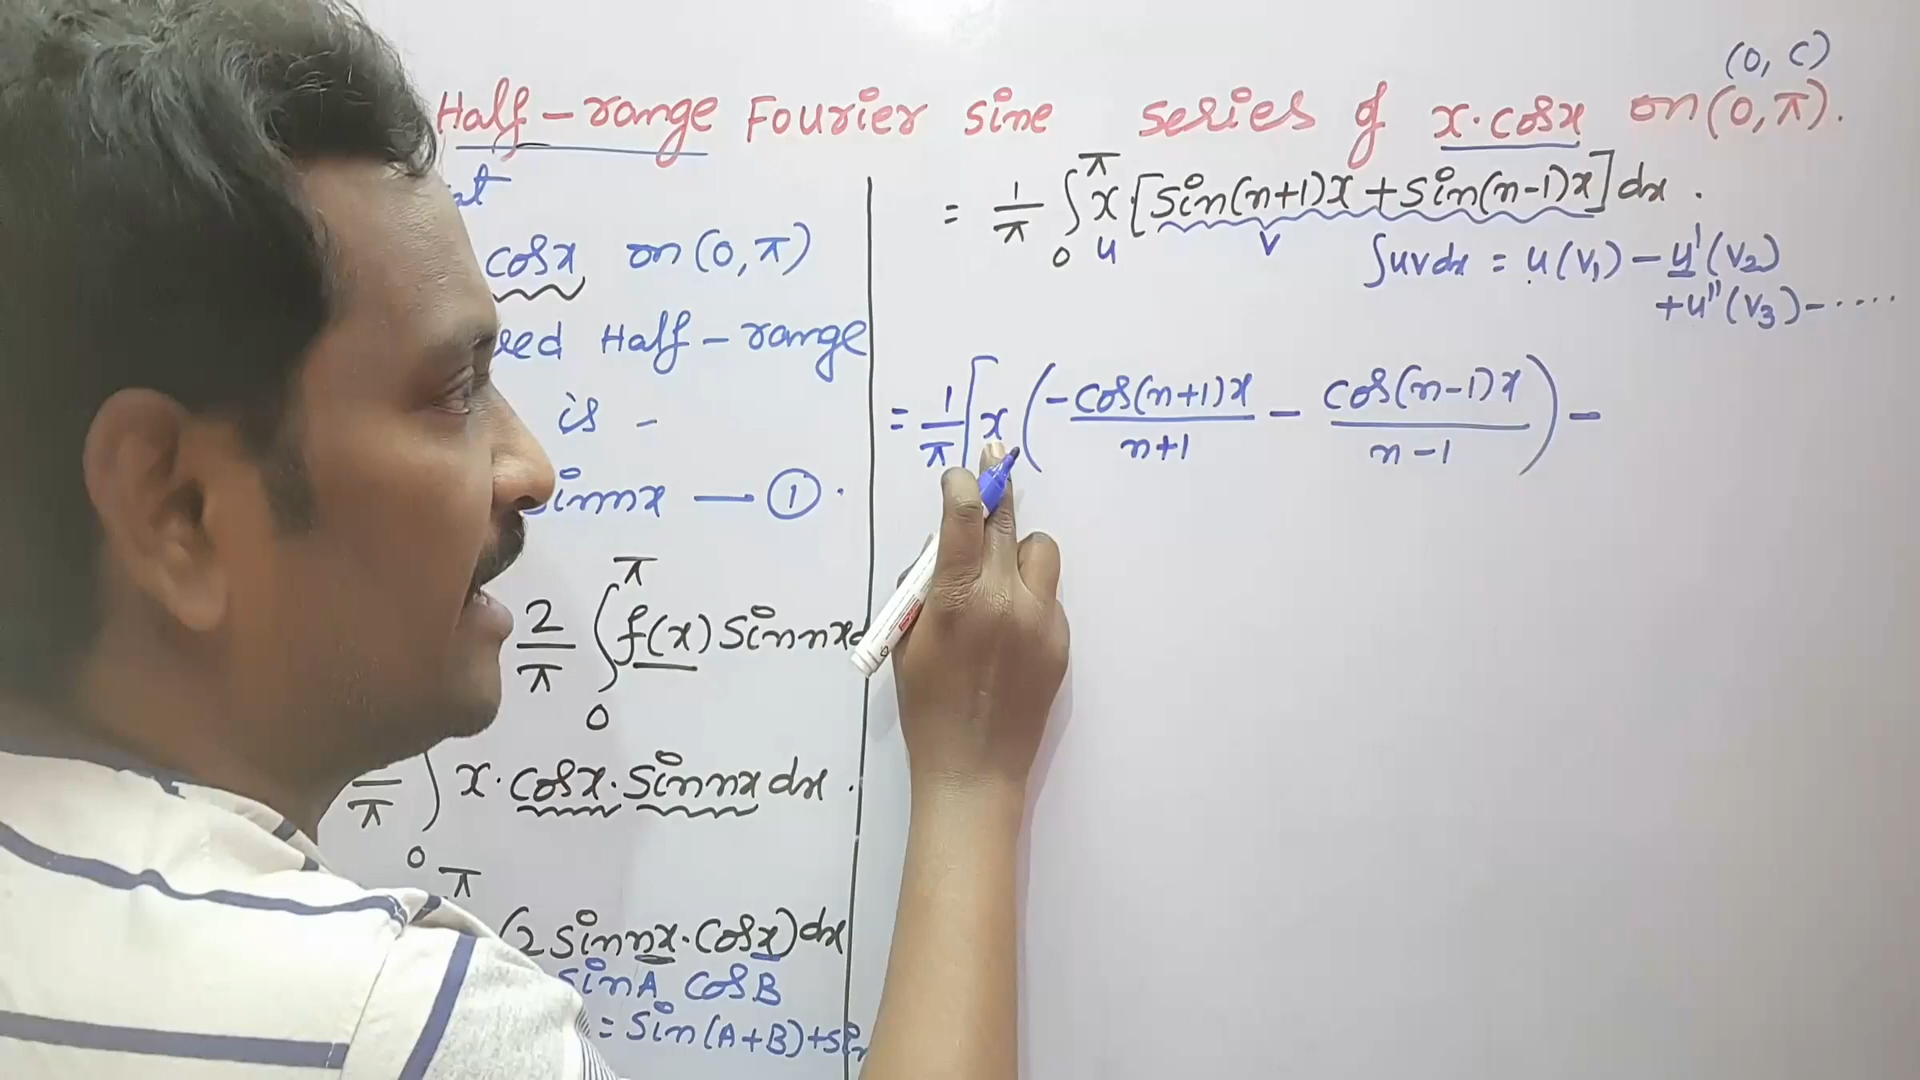 (0, C)
Half-range Fourier sine series of x·cosx on (0, π).
cosx on (0, π)
Half-range
is -
sinnx — ①.
2/π ∫₀^π f(x) sinnx
/π ∫₀ x·cosx·sinnx dx.
π
(2 sinnx·cosx) dx
sinA cosB
= sin(A+B)+
= 1/π ∫₀^π x·[sin(n+1)x + sin(n-1)x] dx.
u v
∫uvdx = u(v₁) - u'(v₂)
+ u''(v₃) - ....
= 1/π [x (-cos(n+1)x/n+1 - cos(n-1)x/n-1) -